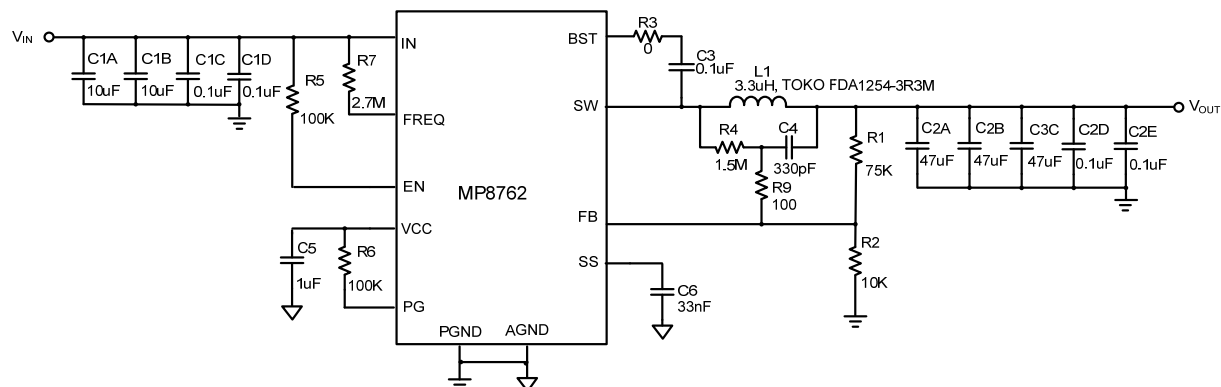 R3
BST
0
C3
0.1uF
L1
3.3uH, TOKO FDA1254-3R3M
VIN
IN
C1A
C1B
C1C
C1D
10uF
10uF
0.1uF
0.1uF
R5
100K
R7
2.7M
FREQ
EN
MP8762
SW
VOUT
R4
1.5M
C4
330pF
R9
100
R1
75K
C2A
C2B
C3C
C2D
C2E
47uF
47uF
47uF
0.1uF
0.1uF
FB
VCC
C5
1uF
R6
100K
PG
SS
C6
33nF
R2
10K
PGND
AGND